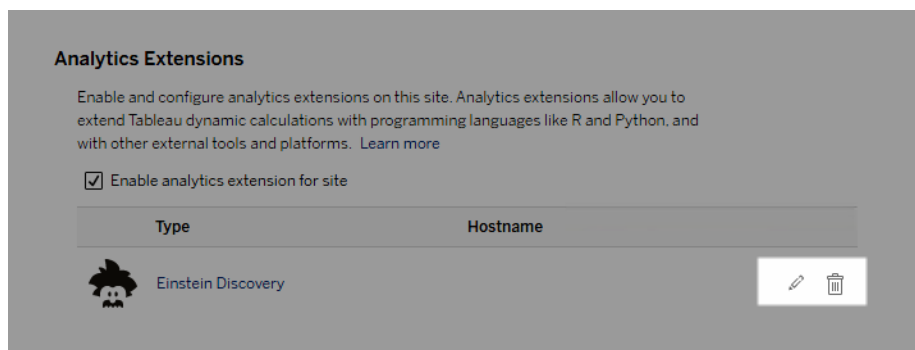 Analytics Extensions
Enable and configure analytics extensions on this site. Analytics extensions allow you to
extend Tableau dynamic calculations with programming languages like R and Python, and
with other external tools and platforms. Learn more
Enable analytics extension for site
Type Hostname
Einstein Discovery